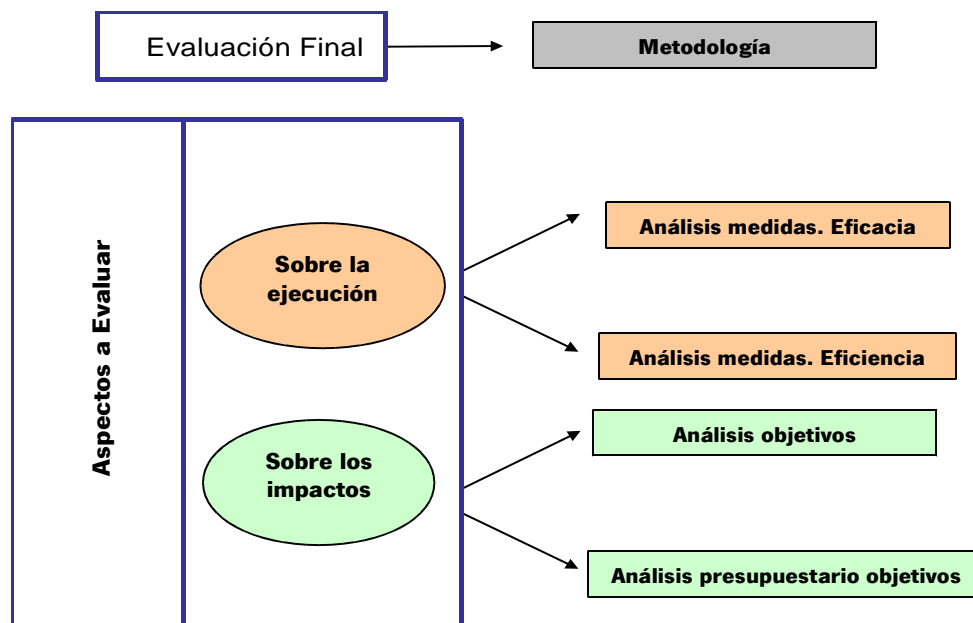 Evaluación Final
Metodología
Aspectos a Evaluar
Sobre la
ejecución
Análisis medidas. Eficacia
Análisis medidas. Eficiencia
Sobre los
impactos
Análisis objetivos
Análisis presupuestario objetivos